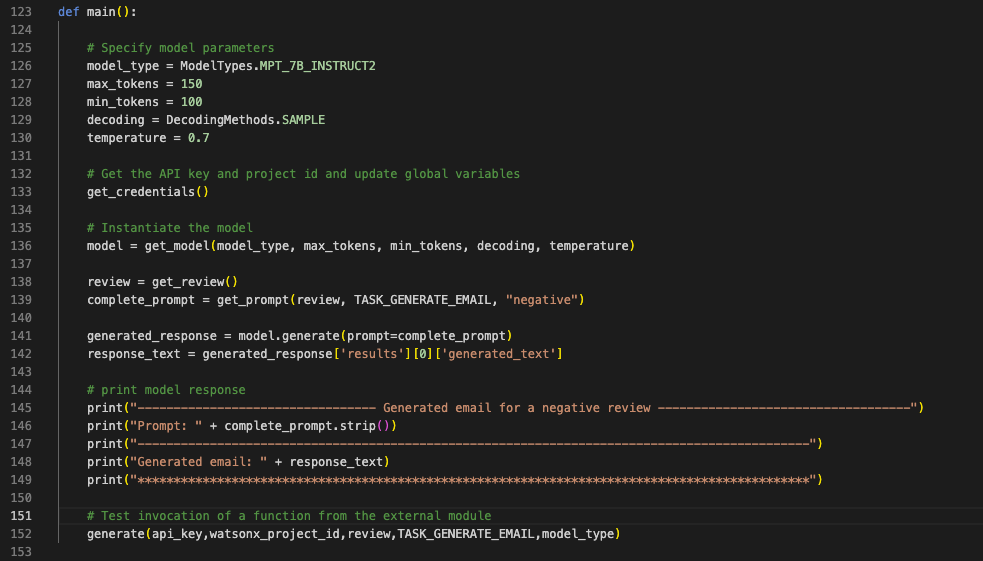 123 def main():
124
125     # Specify model parameters
126     model_type = ModelTypes.MPT_7B_INSTRUCT2
127     max_tokens = 150
128     min_tokens = 100
129     decoding = DecodingMethods.SAMPLE
130     temperature = 0.7
131
132     # Get the API key and project id and update global variables
133     get_credentials()
134
135     # Instantiate the model
136     model = get_model(model_type, max_tokens, min_tokens, decoding, temperature)
137
138     review = get_review()
139     complete_prompt = get_prompt(review, TASK_GENERATE_EMAIL, "negative")
140
141     generated_response = model.generate(prompt=complete_prompt)
142     response_text = generated_response['results'][0]['generated_text']
143
144     # print model response
145     print("--------------------------------- Generated email for a negative review -----------------------------------")
146     print("Prompt: " + complete_prompt.strip())
147     print("---------------------------------------------------------------------------------------------")
148     print("Generated email: " + response_text)
149     print("*********************************************************************************************")
150
151     # Test invocation of a function from the external module
152     generate(api_key,watsonx_project_id,review,TASK_GENERATE_EMAIL,model_type)
153